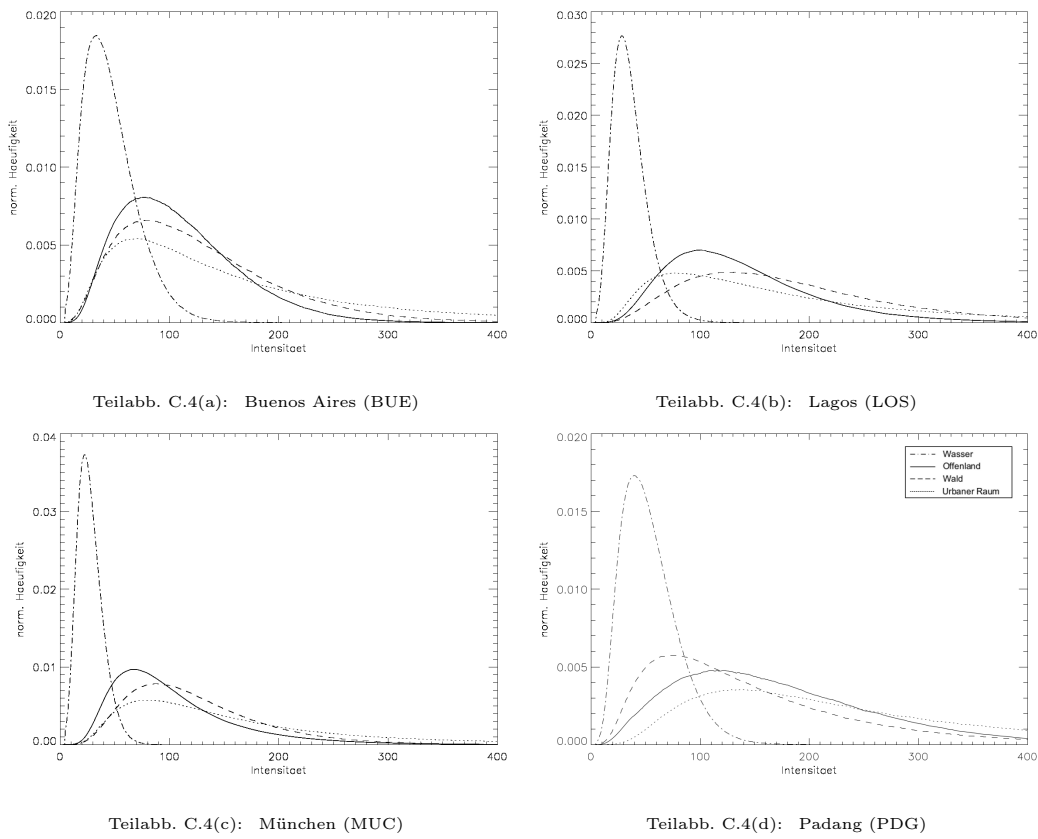 0.020
0.015
0.010
0.005
0.000
norm. Haeufigkeit
0
100
200
300
400
Intensitaet
Teilabb. C.4(a): Buenos Aires (BUE)
0.030
0.025
0.020
0.015
0.010
0.005
0.000
norm. Haeufigkeit
0
100
200
300
400
Intensitaet
Teilabb. C.4(b): Lagos (LOS)
0.04
0.03
0.02
0.01
0.00
norm. Haeufigkeit
0
100
200
300
400
Intensitaet
Teilabb. C.4(c): München (MUC)
0.020
0.015
0.010
0.005
0.000
norm. Haeufigkeit
0
100
200
300
400
Intensitaet
Wasser
Offenland
Wald
Urbaner Raum
Teilabb. C.4(d): Padang (PDG)